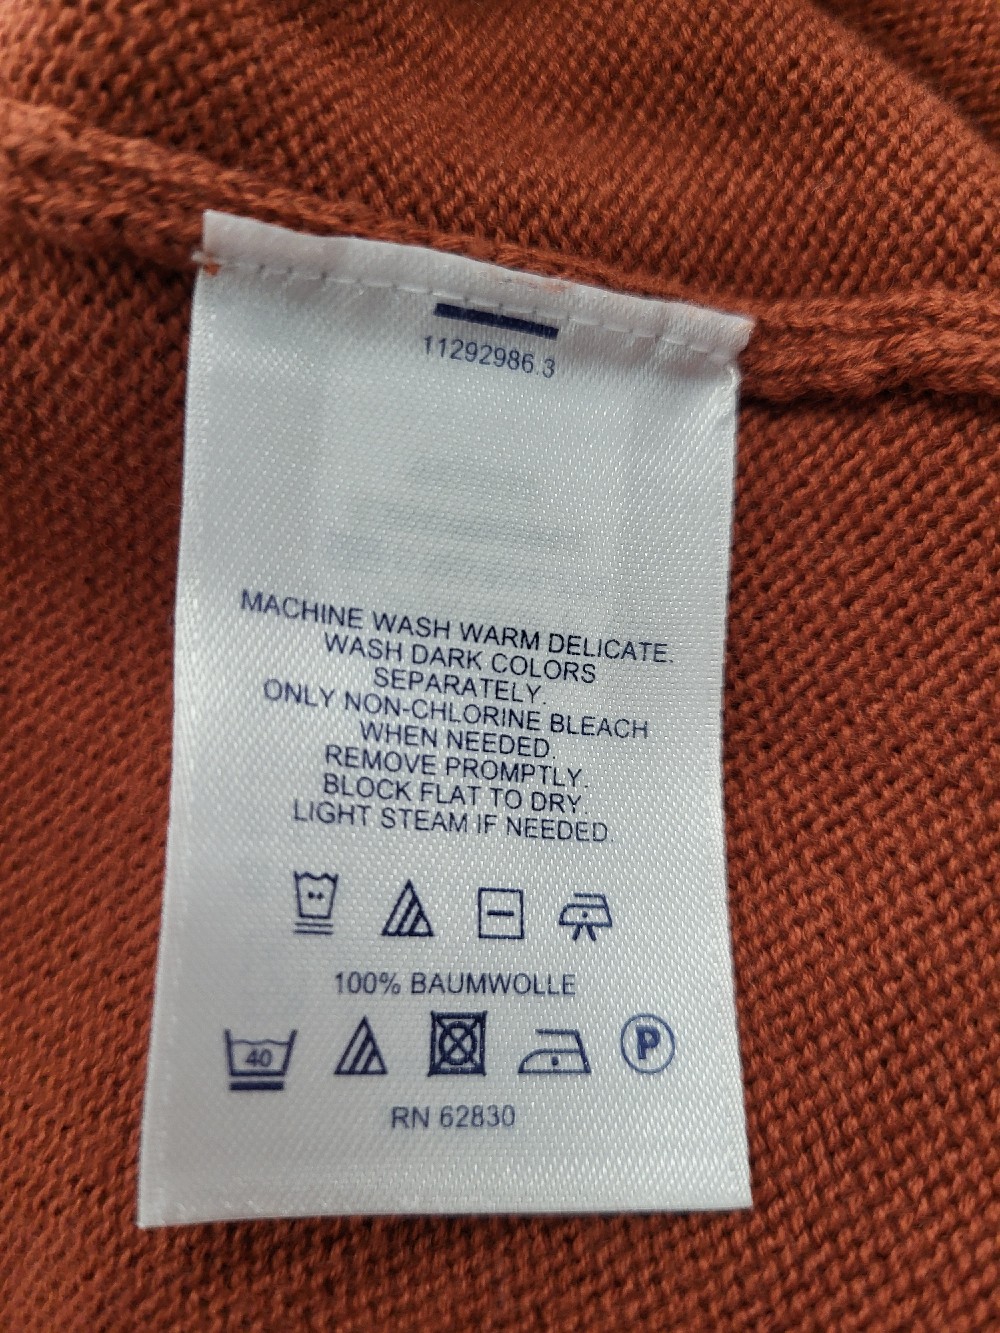 11292986.3
MACHINE WASH WARM DELICATE.
WASH DARK COLORS
SEPARATELY.
ONLY NON-CHLORINE BLEACH
WHEN NEEDED.
REMOVE PROMPTLY.
BLOCK FLAT TO DRY.
LIGHT STEAM IF NEEDED.
100% BAUMWOLLE
40
P
RN 62830